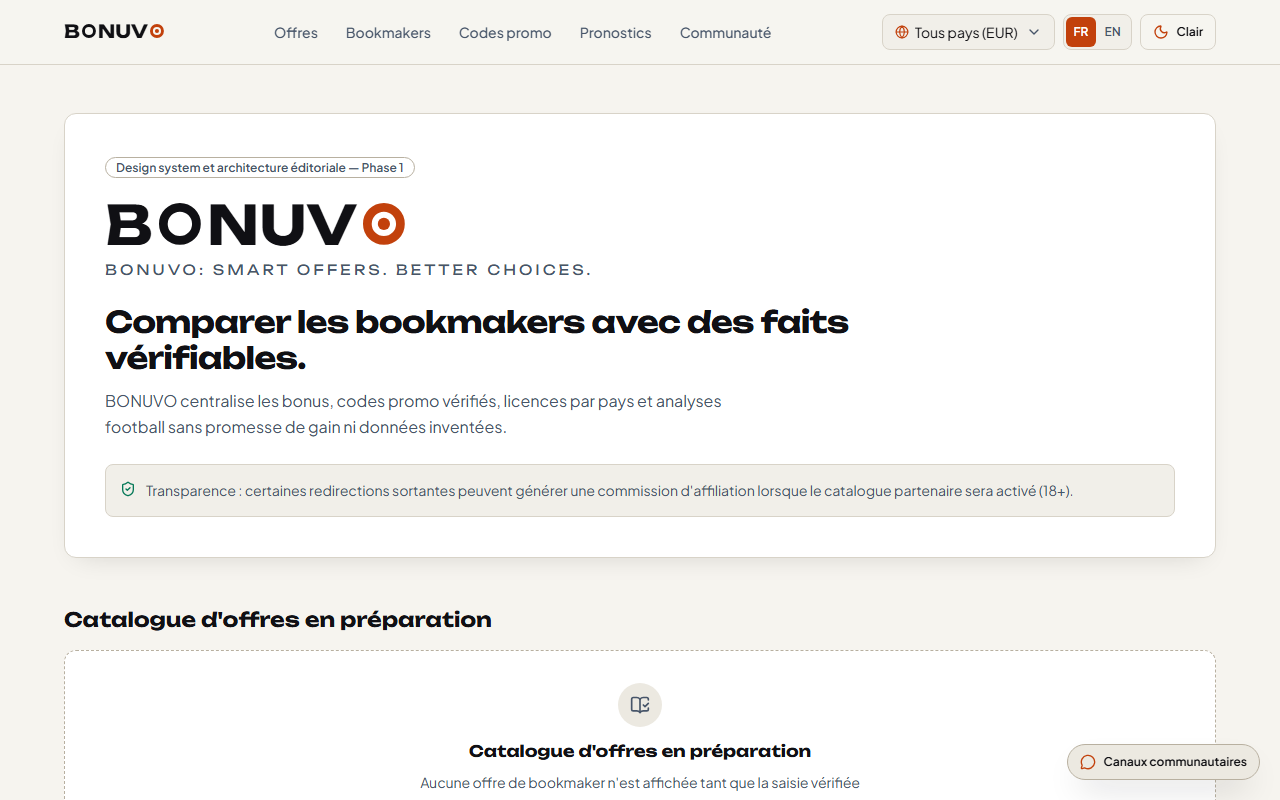 BONUVO
Offres
Bookmakers
Codes promo
Pronostics
Communauté
Tous pays (EUR)
FR
EN
Clair
Design system et architecture éditoriale — Phase 1
BONUVO
BONUVO: SMART OFFERS. BETTER CHOICES.
Comparer les bookmakers avec des faits
vérifiables.
BONUVO centralise les bonus, codes promo vérifiés, licences par pays et analyses
football sans promesse de gain ni données inventées.
Transparence : certaines redirections sortantes peuvent générer une commission d'affiliation lorsque le catalogue partenaire sera activé (18+).
Catalogue d'offres en préparation
Catalogue d'offres en préparation
Aucune offre de bookmaker n'est affichée tant que la saisie vérifiée
Canaux communautaires